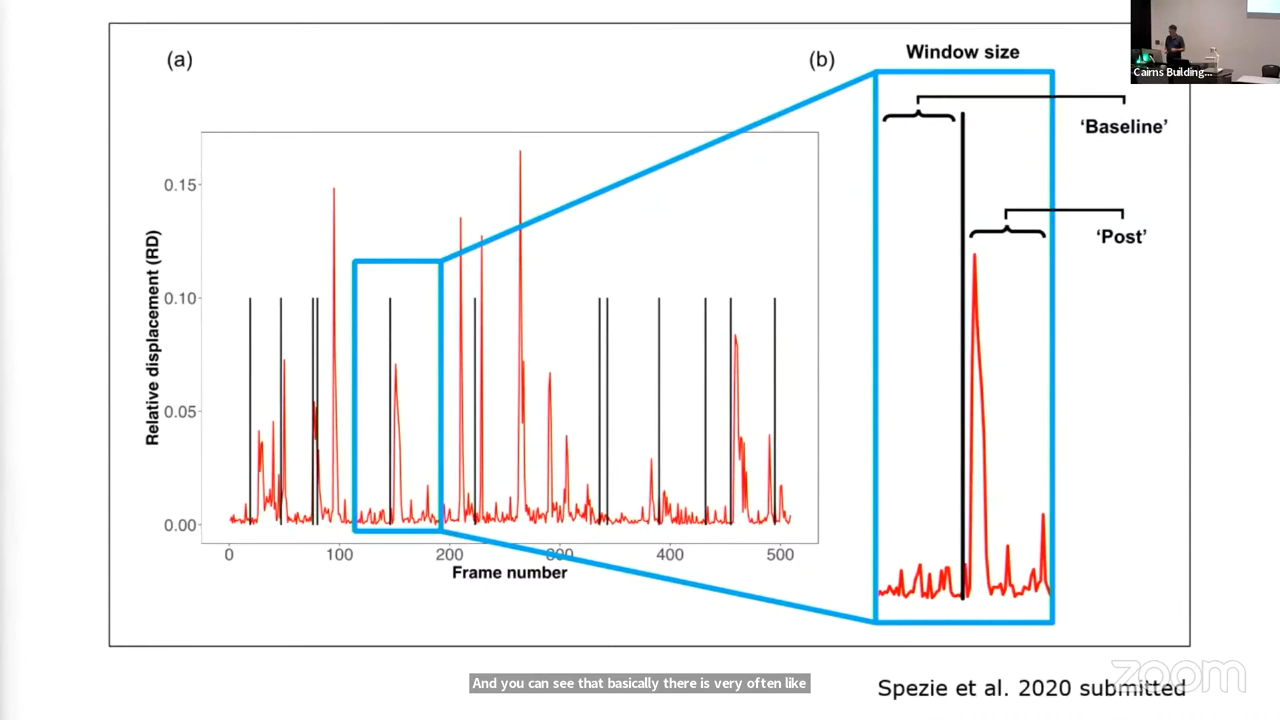 (a)
(b)
Window size
'Baseline'
'Post'
Relative displacement (RD)
0.15
0.10
0.05
0.00
0
100
200
300
400
500
Frame number
Cairns Building...
And you can see that basically there is very often like
Spezie et al. 2020 submitted
zoom